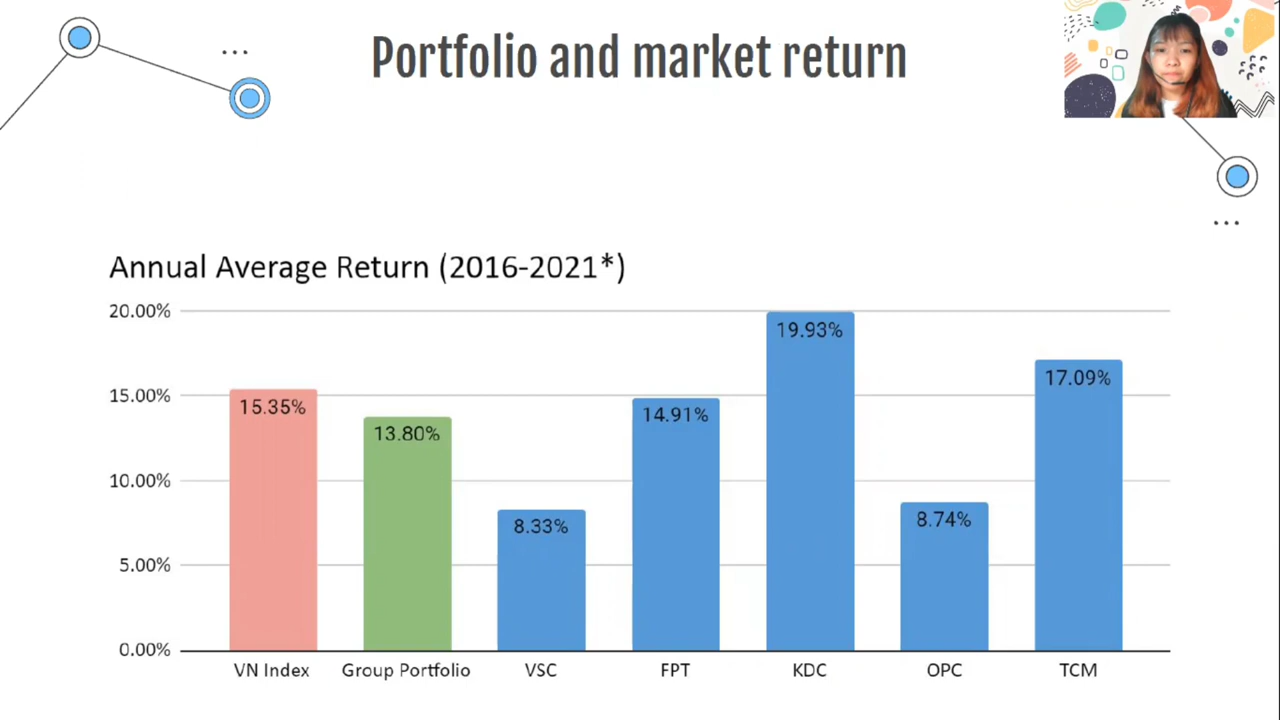 Portfolio and market return
Annual Average Return (2016-2021*)
20.00%
15.00%
10.00%
5.00%
0.00%
15.35%
13.80%
8.33%
14.91%
19.93%
8.74%
17.09%
VN Index
Group Portfolio
VSC
FPT
KDC
OPC
TCM